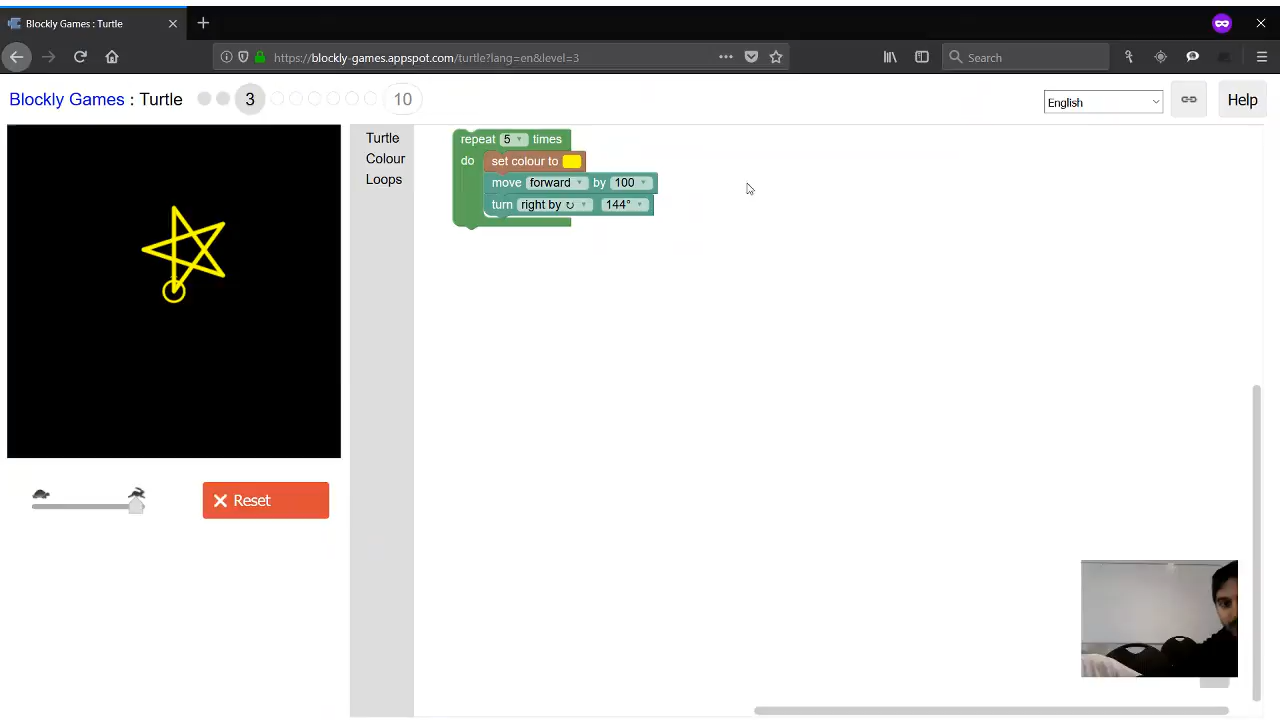 Blockly Games : Turtle
https://blockly-games.appspot.com/turtle?lang=en&level=3
Search
Blockly Games : Turtle
3
10
English
Help
Turtle
Colour
Loops
repeat 5 times
do
set colour to
move forward by 100
turn right by ↻ 144°
Reset